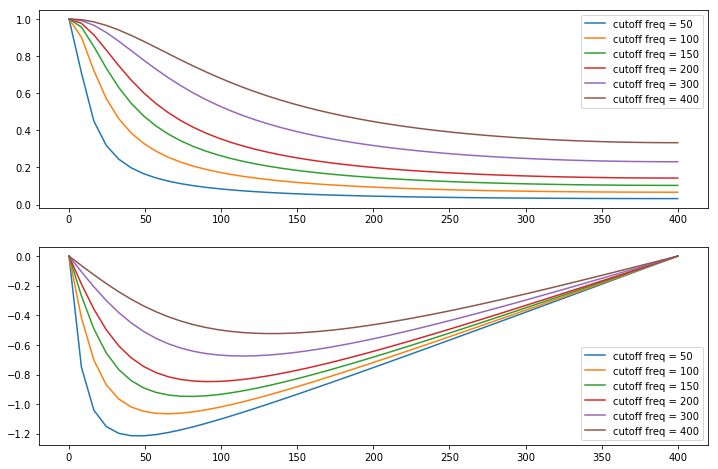 1.0
0.8
0.6
0.4
0.2
0.0
cutoff freq = 50
cutoff freq = 100
cutoff freq = 150
cutoff freq = 200
cutoff freq = 300
cutoff freq = 400
0 50 100 150 200 250 300 350 400
0.0
−0.2
−0.4
−0.6
−0.8
−1.0
−1.2
cutoff freq = 50
cutoff freq = 100
cutoff freq = 150
cutoff freq = 200
cutoff freq = 300
cutoff freq = 400
0 50 100 150 200 250 300 350 400